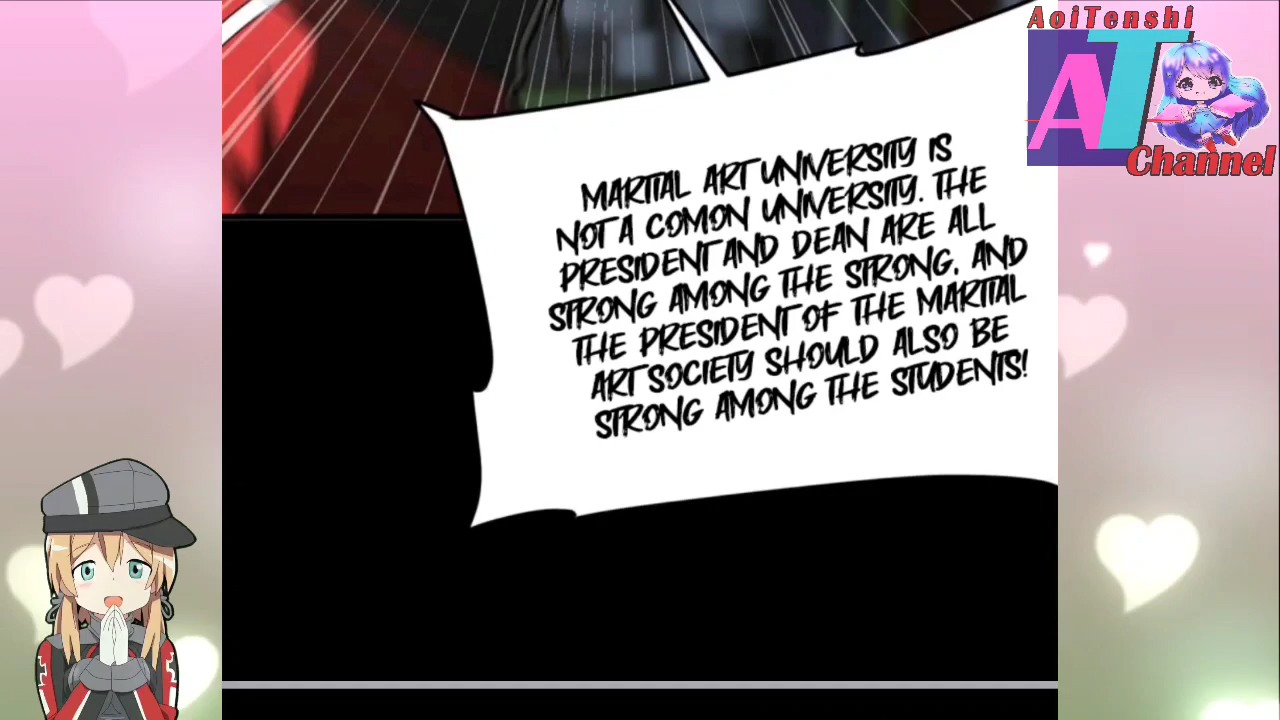 AoiTenshi
AT
Channel
MARTIAL ART UNIVERSITY IS
NOT A COMON UNIVERSITY. THE
PRESIDENT AND DEAN ARE ALL
STRONG AMONG THE STRONG, AND
THE PRESIDENT OF THE MARTIAL
ART SOCIETY SHOULD ALSO BE
STRONG AMONG THE STUDENTS!